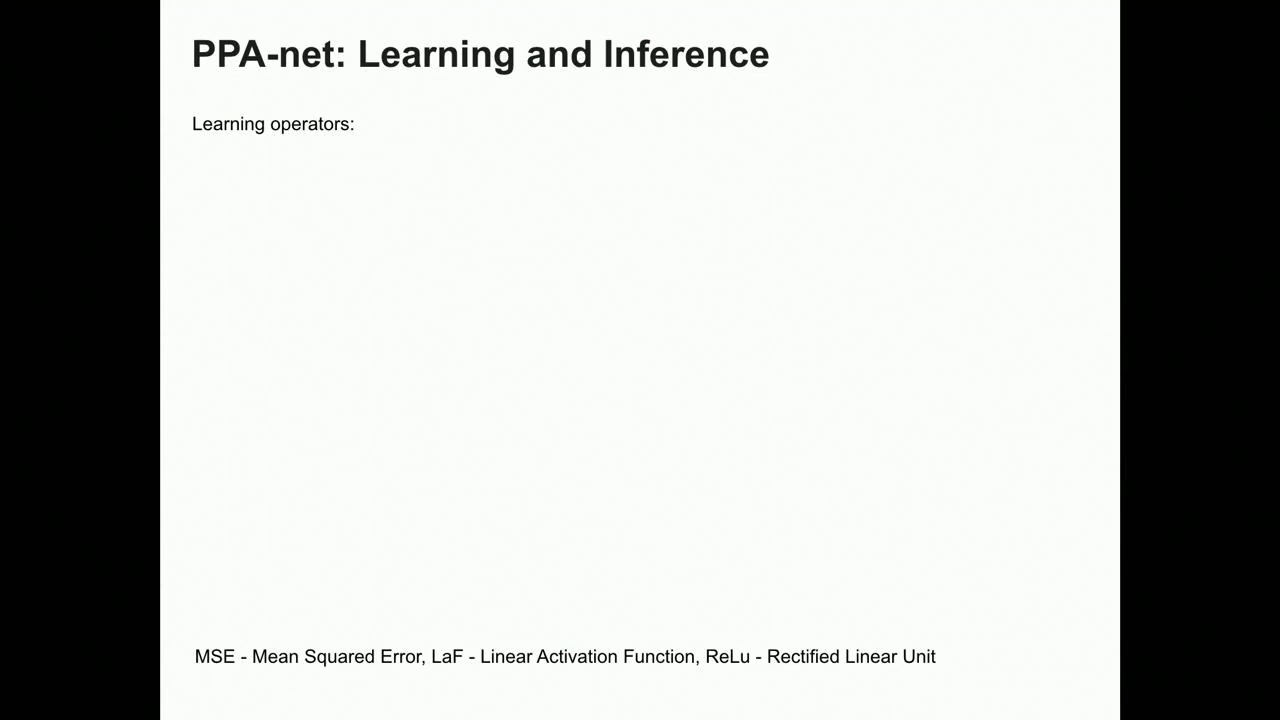 PPA-net: Learning and Inference
Learning operators:
MSE - Mean Squared Error, LaF - Linear Activation Function, ReLu - Rectified Linear Unit